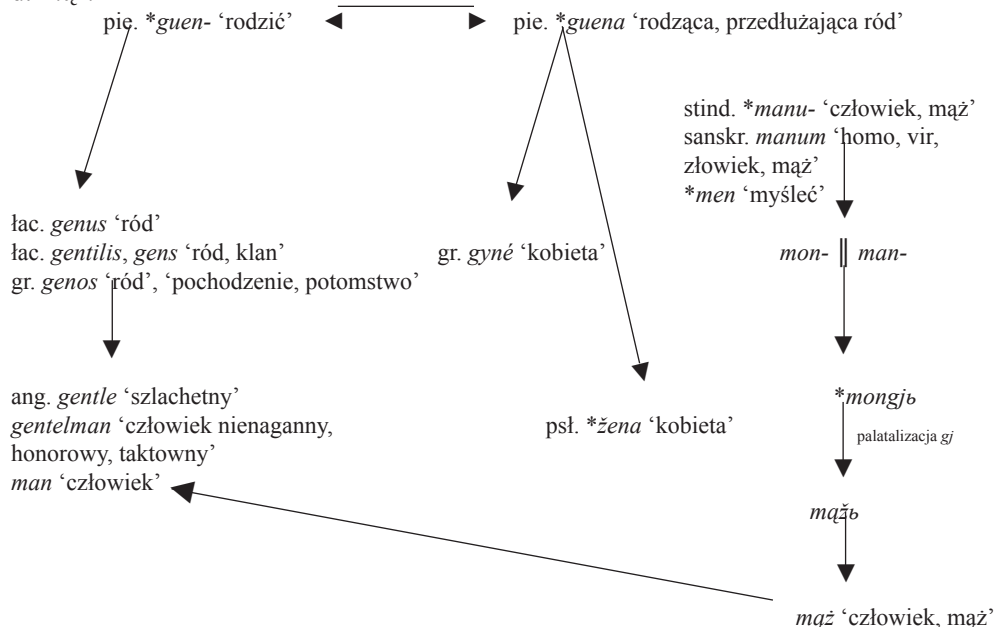 pie. *guen- ‘rodzić’
pie. *guena ‘rodząca, przedłużająca ród’
stind. *manu- ‘człowiek, mąż’
sanskr. manum ‘homo, vir,
złowiek, mąż’
*men ‘myśleć’
łac. genus ‘ród’
łac. gentilis, gens ‘ród, klan’
gr. genos ‘ród’, ‘pochodzenie, potomstwo’
gr. gyné ‘kobieta’
mon- ‖ man-
ang. gentle ‘szlachetny’
gentelman ‘człowiek nienaganny,
honorowy, taktowny’
man ‘człowiek’
psł. *žena ‘kobieta’
*mongjь
palatalizacja gj
mąžь
mąż ‘człowiek, mąż’